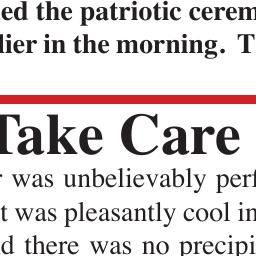 ed the patriotic cerem
lier in the morning. T
Take Care
r was unbelievably perf
t was pleasantly cool in
d there was no precipi